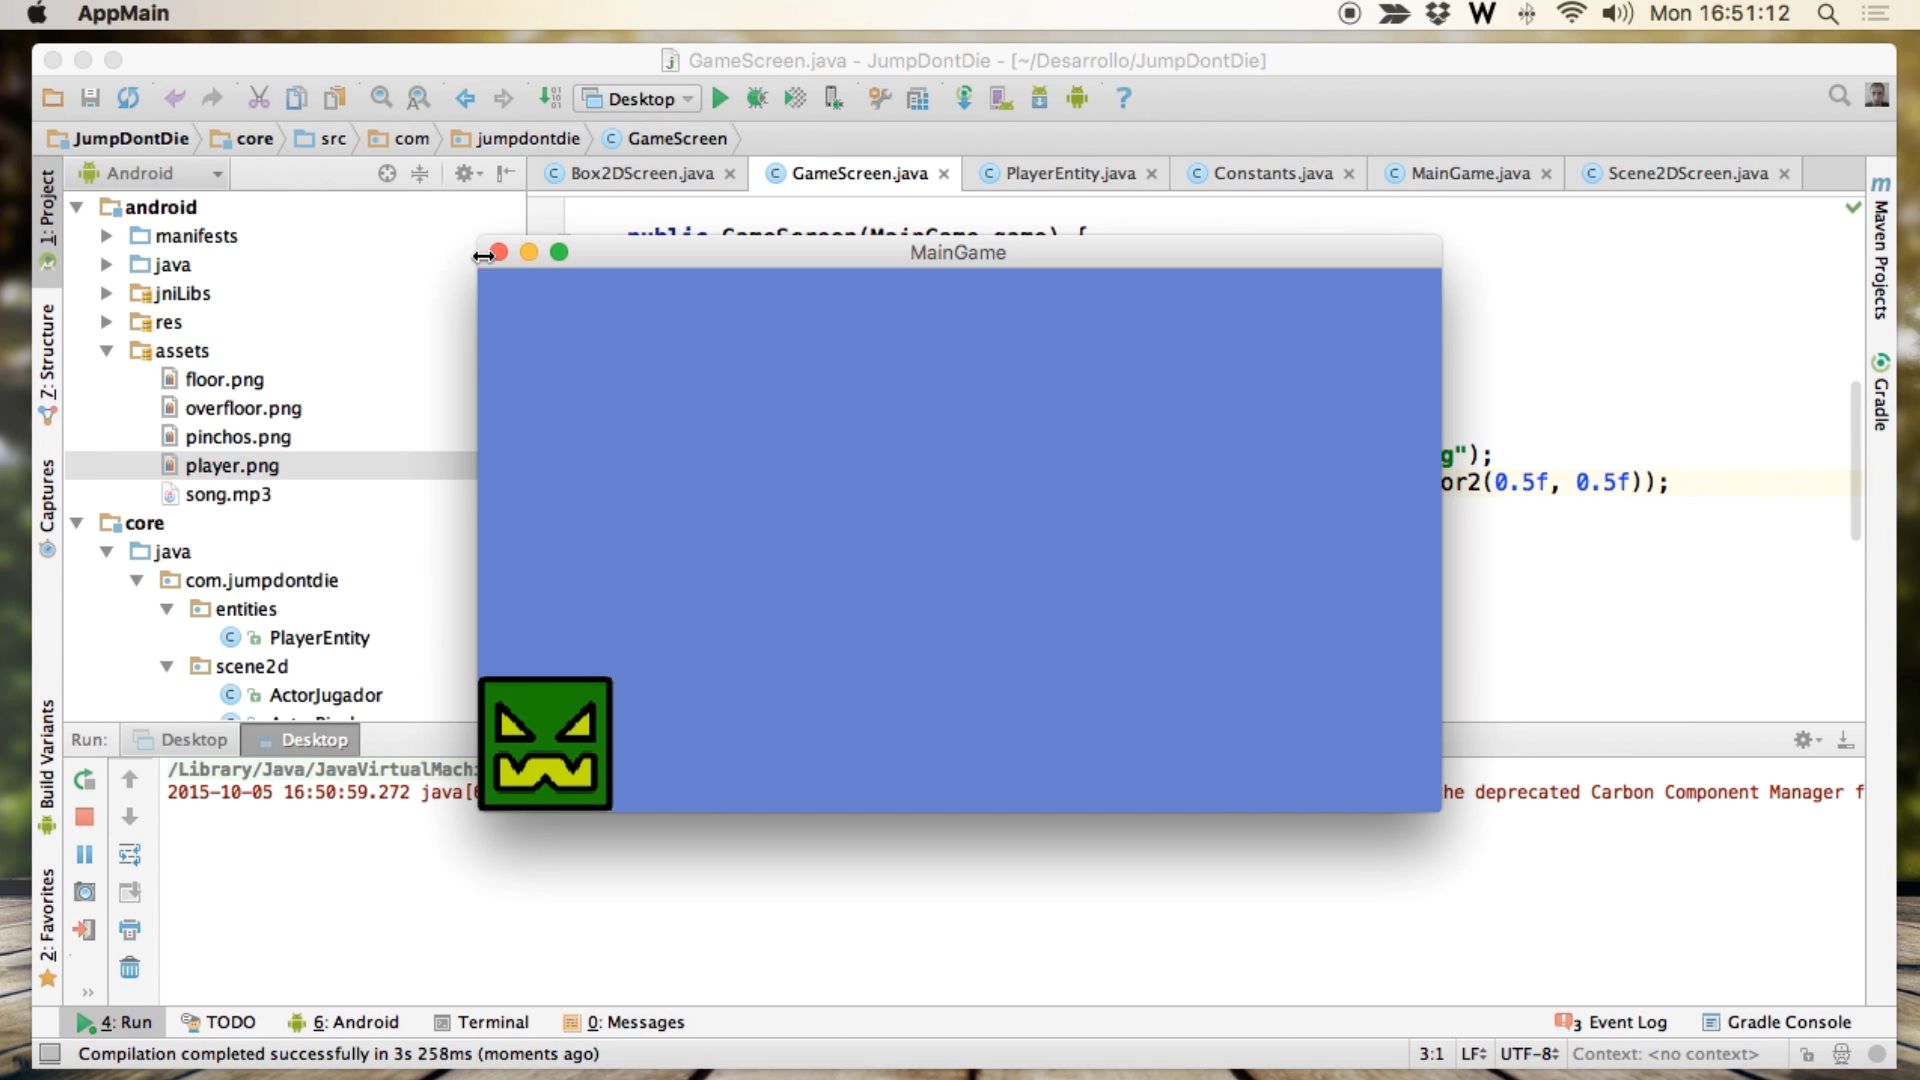 AppMain
W
Mon 16:51:12
GameScreen.java - JumpDontDie - [~/Desarrollo/JumpDontDie]
Desktop
JumpDontDie core src com jumpdontdie GameScreen
Android
Box2DScreen.java GameScreen.java PlayerEntity.java Constants.java MainGame.java Scene2DScreen.java
1: Project
Z: Structure
Captures
Build Variants
2: Favorites
Maven Projects
Gradle
android
manifests
java
jniLibs
res
assets
floor.png
overfloor.png
pinchos.png
player.png
song.mp3
core
java
com.jumpdontdie
entities
PlayerEntity
scene2d
ActorJugador
public GameScreen(MainGame game) {
MainGame
g");
or2(0.5f, 0.5f));
Run: Desktop Desktop
/Library/Java/JavaVirtualMach
2015-10-05 16:50:59.272 java[
he deprecated Carbon Component Manager f
4: Run TODO 6: Android Terminal 0: Messages
3 Event Log Gradle Console
Compilation completed successfully in 3s 258ms (moments ago)
3:1 LF UTF-8 Context: <no context>